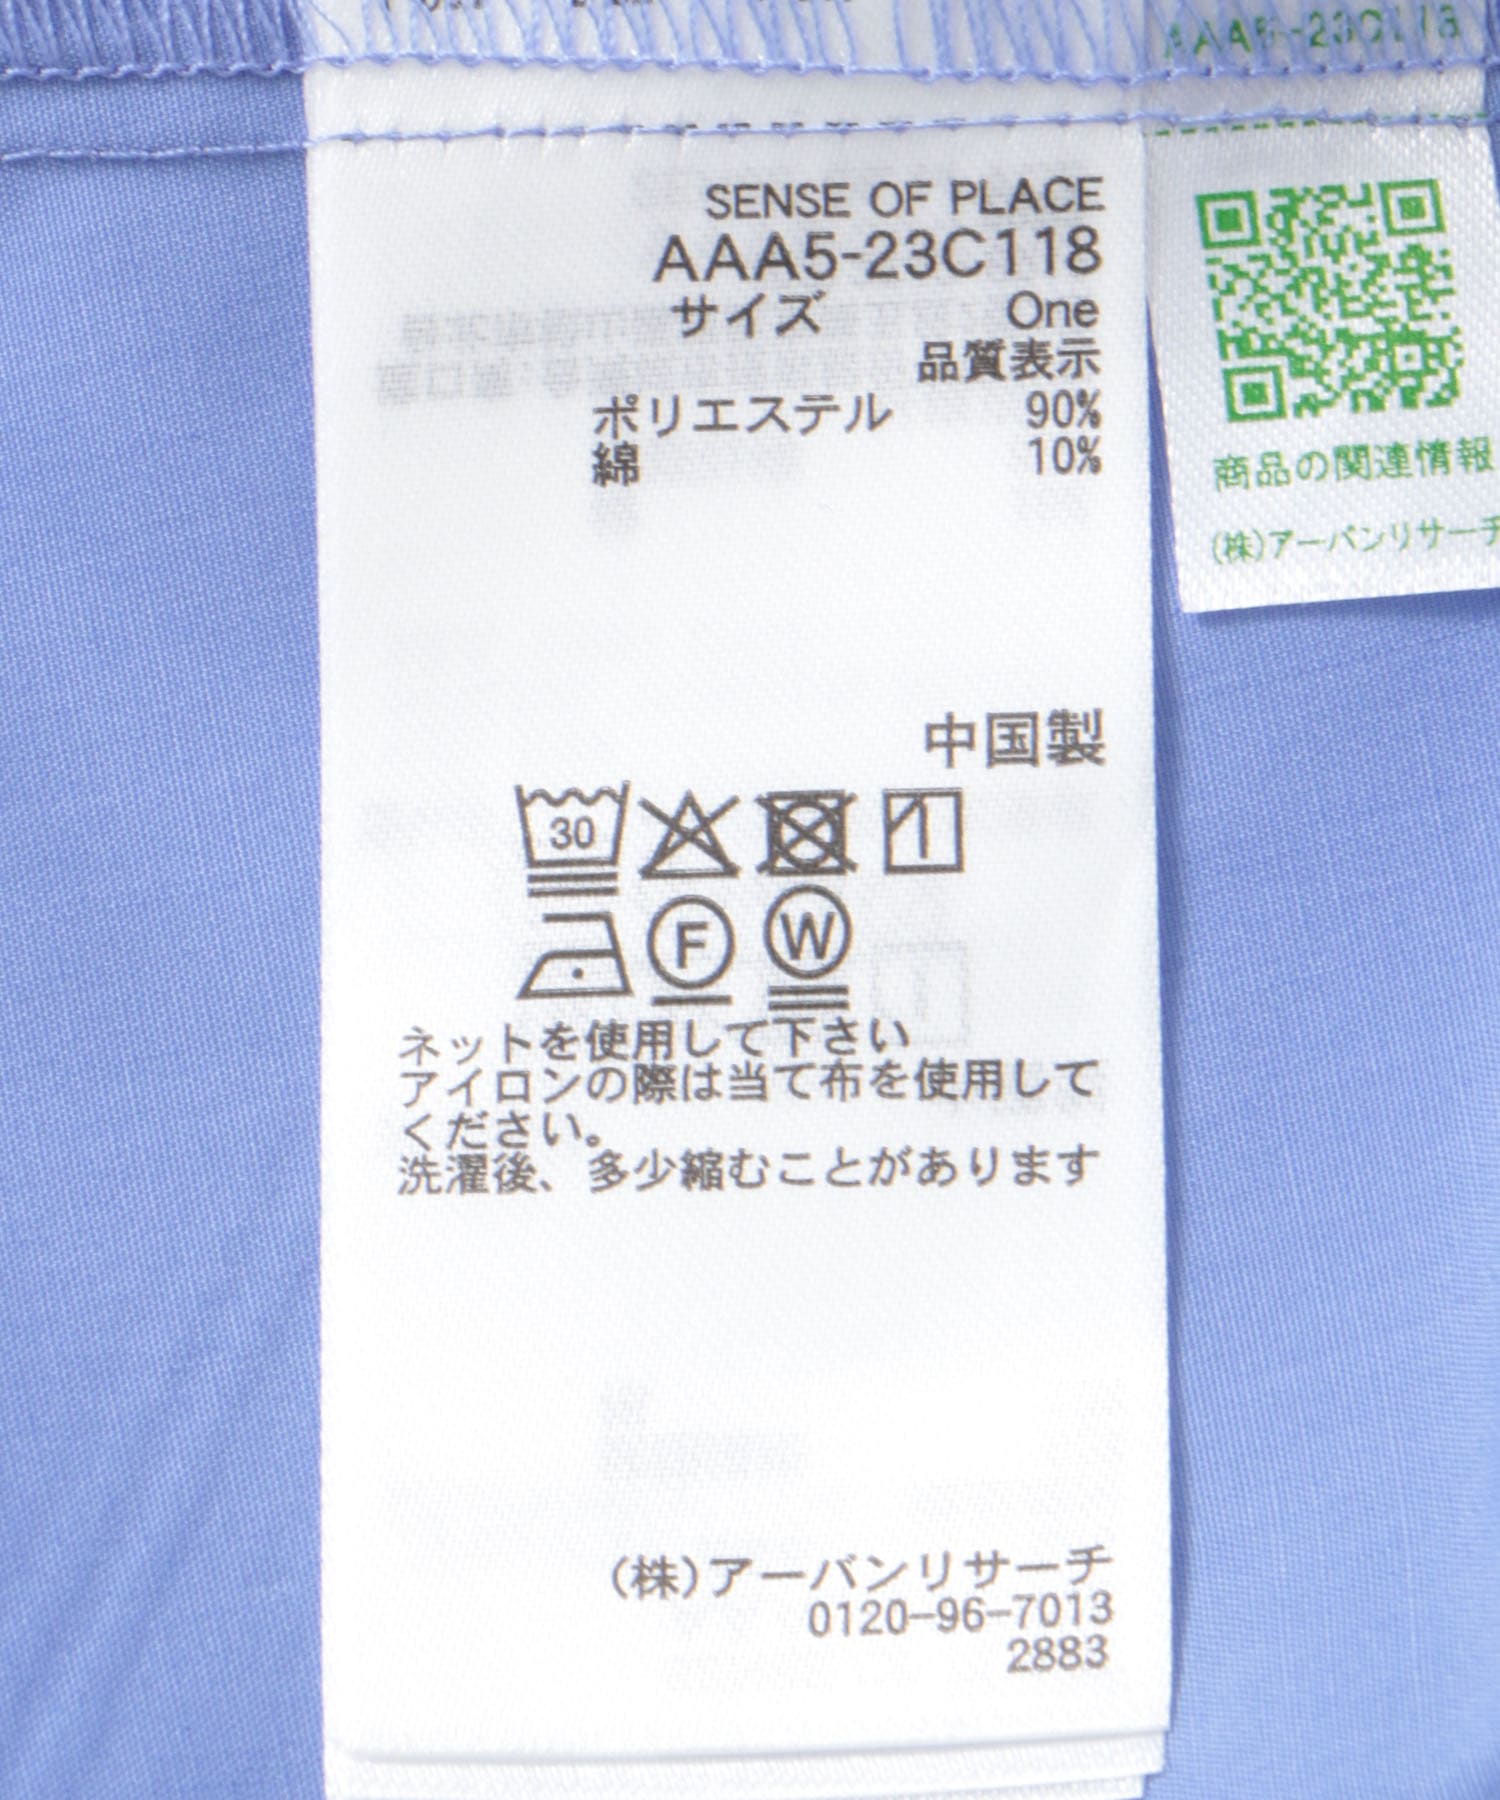 AAA5-23C118
SENSE OF PLACE
AAA5-23C118
サイズ One
品質表示
ポリエステル 90%
綿 10%
中国製
30
F W
ネットを使用して下さい
アイロンの際は当て布を使用して
ください。
洗濯後、多少縮むことがあります
(株)アーバンリサーチ
0120-96-7013
2883
商品の関連情報
(株)アーバンリサーチ